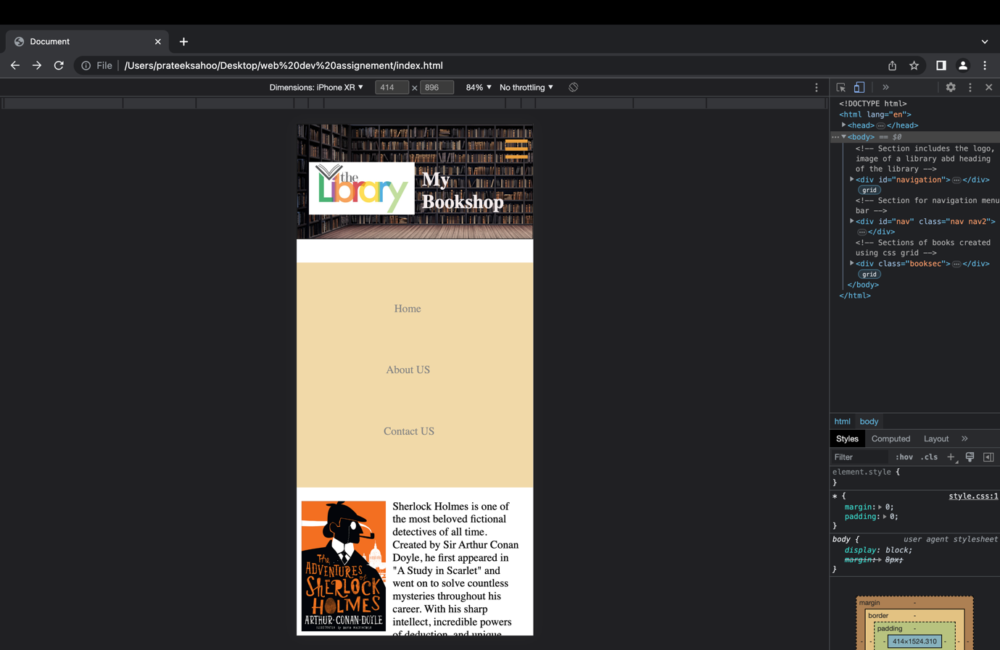 Document
File
/Users/prateeksahoo/Desktop/web%20dev%20assignement/index.html
Dimensions: iPhone XR 414 × 896 84% No throttling
the
Library
My
Bookshop
Home
About US
Contact US
The
ADVENTURES
of
SHERLOCK
HOLMES
ARTHUR·CONAN·DOYLE
Sherlock Holmes is one of
the most beloved fictional
detectives of all time.
Created by Sir Arthur Conan
Doyle, he first appeared in
"A Study in Scarlet" and
went on to solve countless
mysteries throughout his
career. With his sharp
intellect, incredible powers
of deduction, and unique
<!DOCTYPE html>
<html lang="en">
<head> ⋯ </head>
⋯ <body> == $0
<!-- Section includes the logo,
image of a library abd heading
of the library -->
<div id="navigation"> ⋯ </div>
grid
<!-- Section for navigation menu
bar -->
<div id="nav" class="nav nav2">
⋯ </div>
<!-- Sections of books created
using css grid -->
<div class="booksec"> ⋯ </div>
grid
</body>
</html>
html body
Styles Computed Layout »
Filter :hov .cls +
element.style {
}
* { style.css:1
margin: 0;
padding: 0;
}
body { user agent stylesheet
display: block;
margin: 8px;
}
margin -
border -
padding -
- - - 414×1524.310 - - -